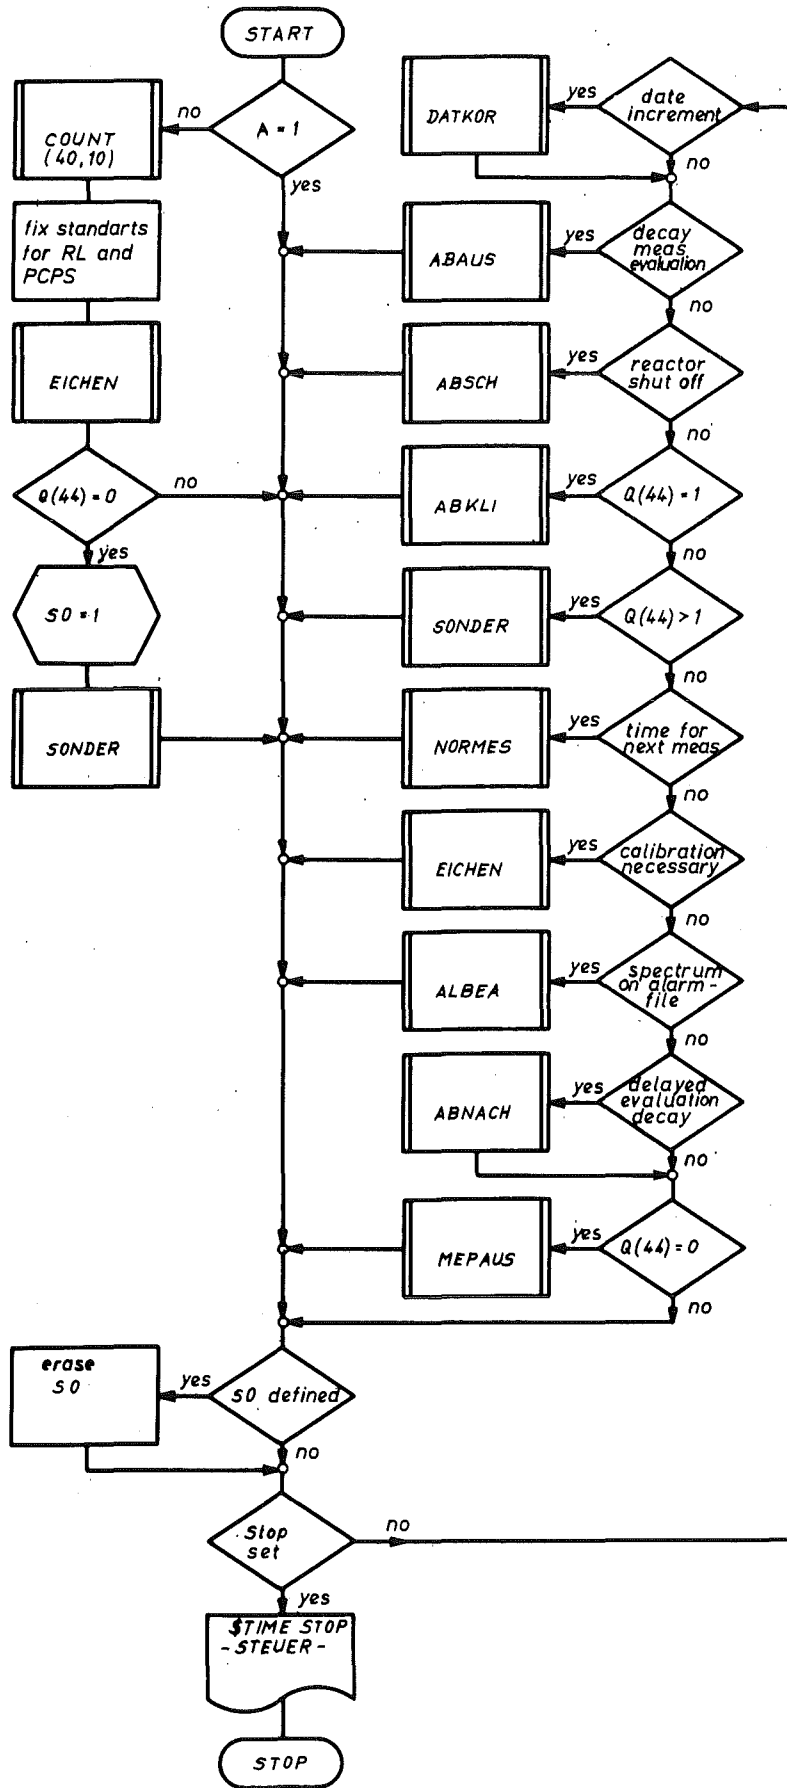 START
A = 1
no
yes
COUNT
(40,10)
fix standarts
for RL and
PCPS
EICHEN
Q(44) = 0
no
yes
SO = 1
SONDER
date
increment
yes
no
DATKOR
decay
meas
evaluation
yes
no
ABAUS
reactor
shut off
yes
no
ABSCH
Q(44) = 1
yes
no
ABKLI
Q(44) > 1
yes
no
SONDER
time for
next meas
yes
no
NORMES
calibration
necessary
yes
no
EICHEN
spectrum
on alarm-
file
yes
no
ALBEA
delayed
evaluation
decay
yes
no
ABNACH
Q(44) = 0
yes
no
MEPAUS
SO defined
yes
no
erase
SO
Stop
set
no
yes
$TIME STOP
- STEUER -
STOP